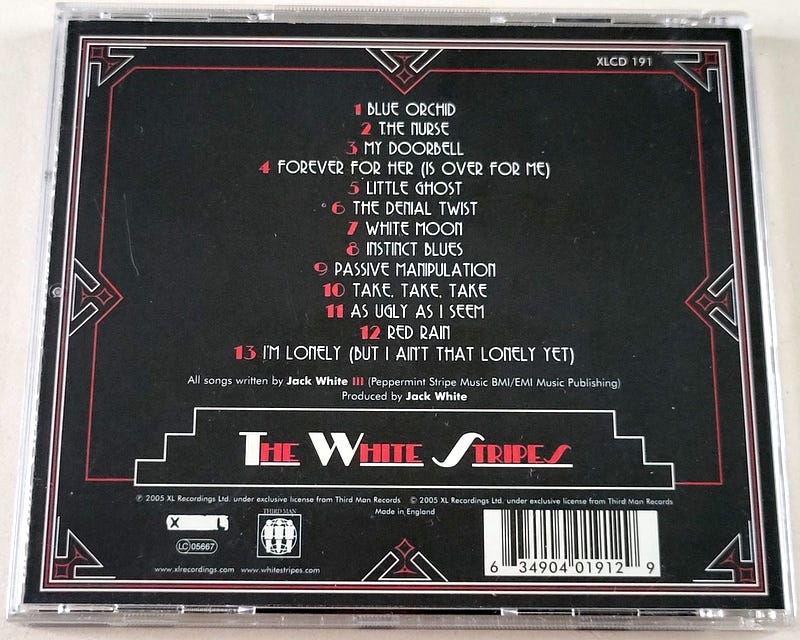 XLCD 191
1 BLUE ORCHID
2 THE NURSE
3 MY DOORBELL
4 FOREVER FOR HER (IS OVER FOR ME)
5 LITTLE GHOST
6 THE DENIAL TWIST
7 WHITE MOON
8 INSTINCT BLUES
9 PASSIVE MANIPULATION
10 TAKE, TAKE, TAKE
11 AS UGLY AS I SEEM
12 RED RAIN
13 I'M LONELY (BUT I AIN'T THAT LONELY YET)
All songs written by Jack White III (Peppermint Stripe Music BMI/EMI Music Publishing)
Produced by Jack White
THE WHITE STRIPES
℗ 2005 XL Recordings Ltd. under exclusive license from Third Man Records © 2005 XL Recordings Ltd. under exclusive license from Third Man Records
Made in England
XL
THIRD MAN
LC 05667
www.xlrecordings.com www.whitestripes.com
6 34904 01912 9